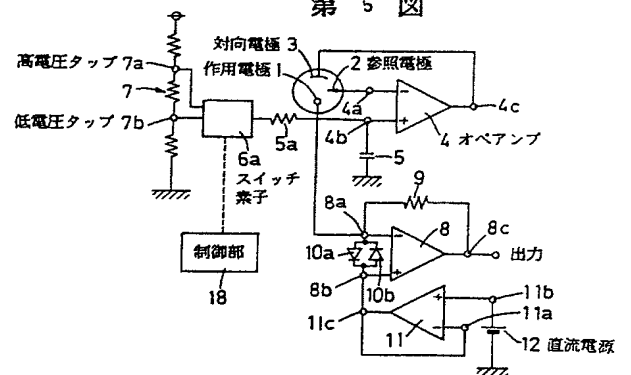 第 5 図
対向電極 3
高電圧タップ 7a
作用電極 1
2 参照電極
7
4a
4c
低電圧タップ 7b
5a
4b
4 オペアンプ
6a
スイッチ
素子
5
9
8a
8
8c
制御部
10a
出力
18
8b
10b
11b
11c
11a
11
12 直流電源